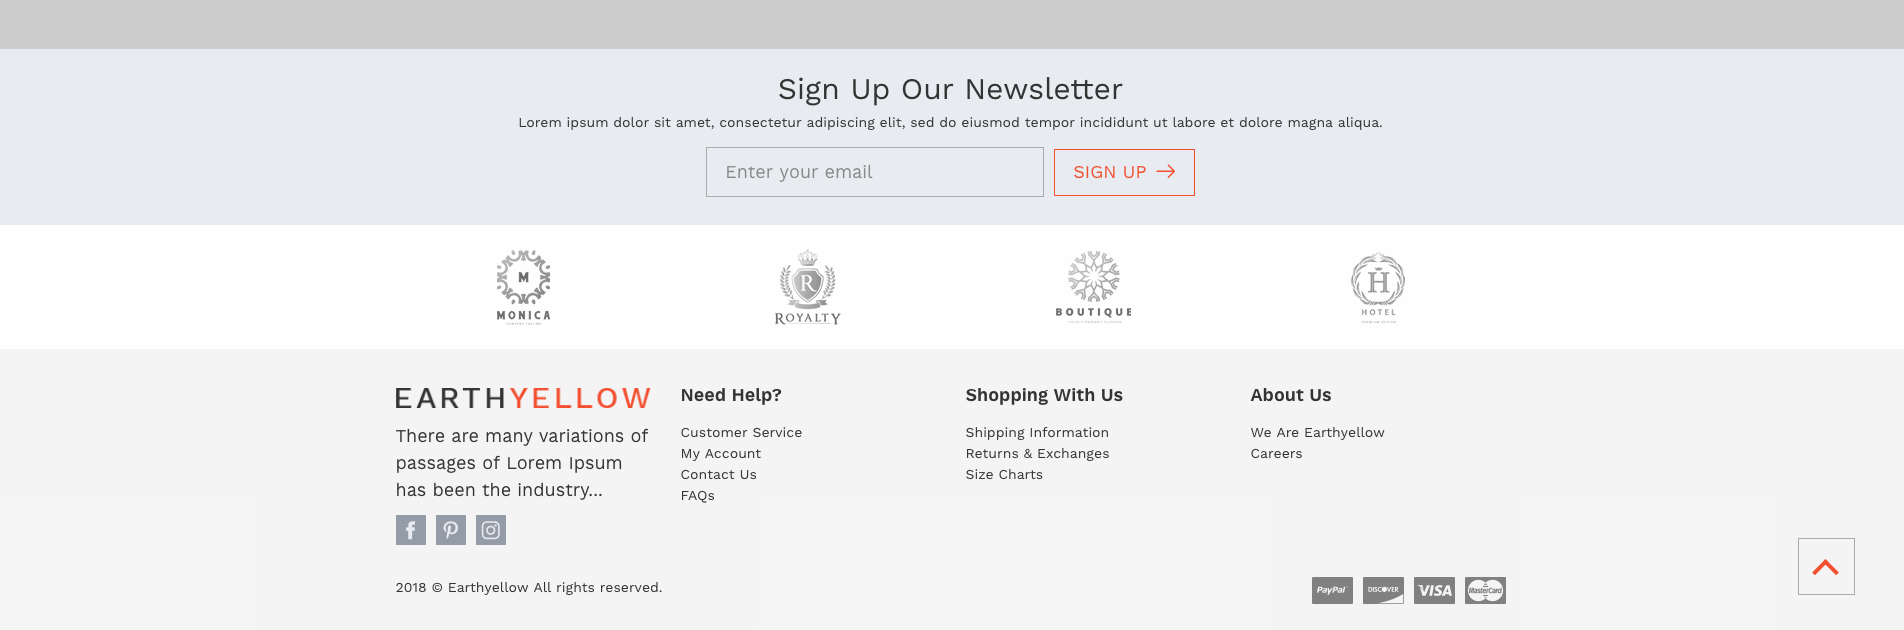 Sign Up Our Newsletter
Lorem ipsum dolor sit amet, consectetur adipiscing elit, sed do eiusmod tempor incididunt ut labore et dolore magna aliqua.
Enter your email
SIGN UP
M
MONICA
R
ROYALTY
BOUTIQUE
H
HOTEL
EARTHYELLOW
There are many variations of
passages of Lorem Ipsum
has been the industry...
Need Help?
Customer Service
My Account
Contact Us
FAQs
Shopping With Us
Shipping Information
Returns & Exchanges
Size Charts
About Us
We Are Earthyellow
Careers
2018 © Earthyellow All rights reserved.
PayPal
DISCOVER
VISA
MasterCard